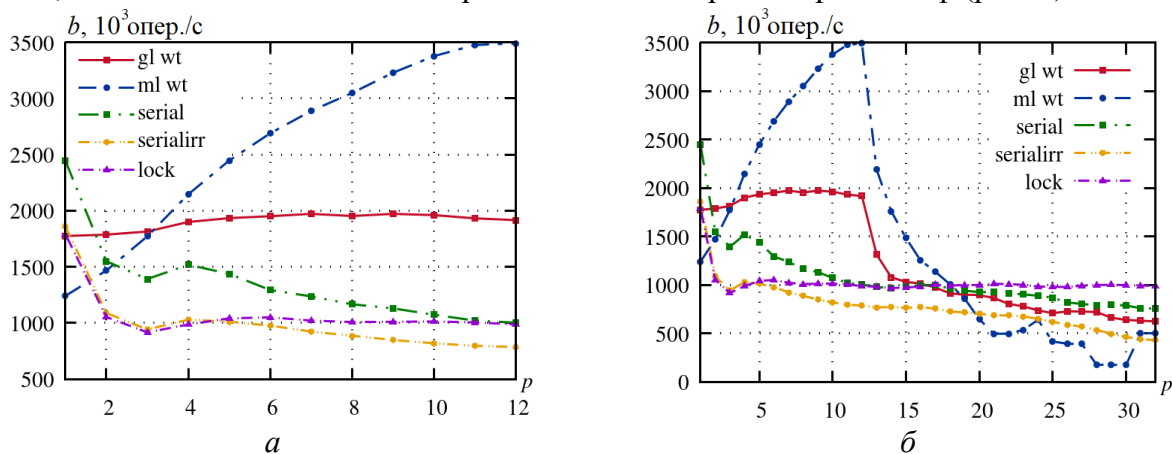 b, 10³опер./с
3500
3000
2500
2000
1500
1000
500
gl wt
ml wt
serial
serialirr
lock
2 4 6 8 10 12
p
а
b, 10³опер./с
3500
3000
2500
2000
1500
1000
500
0
gl wt
ml wt
serial
serialirr
lock
5 10 15 20 25 30
p
б